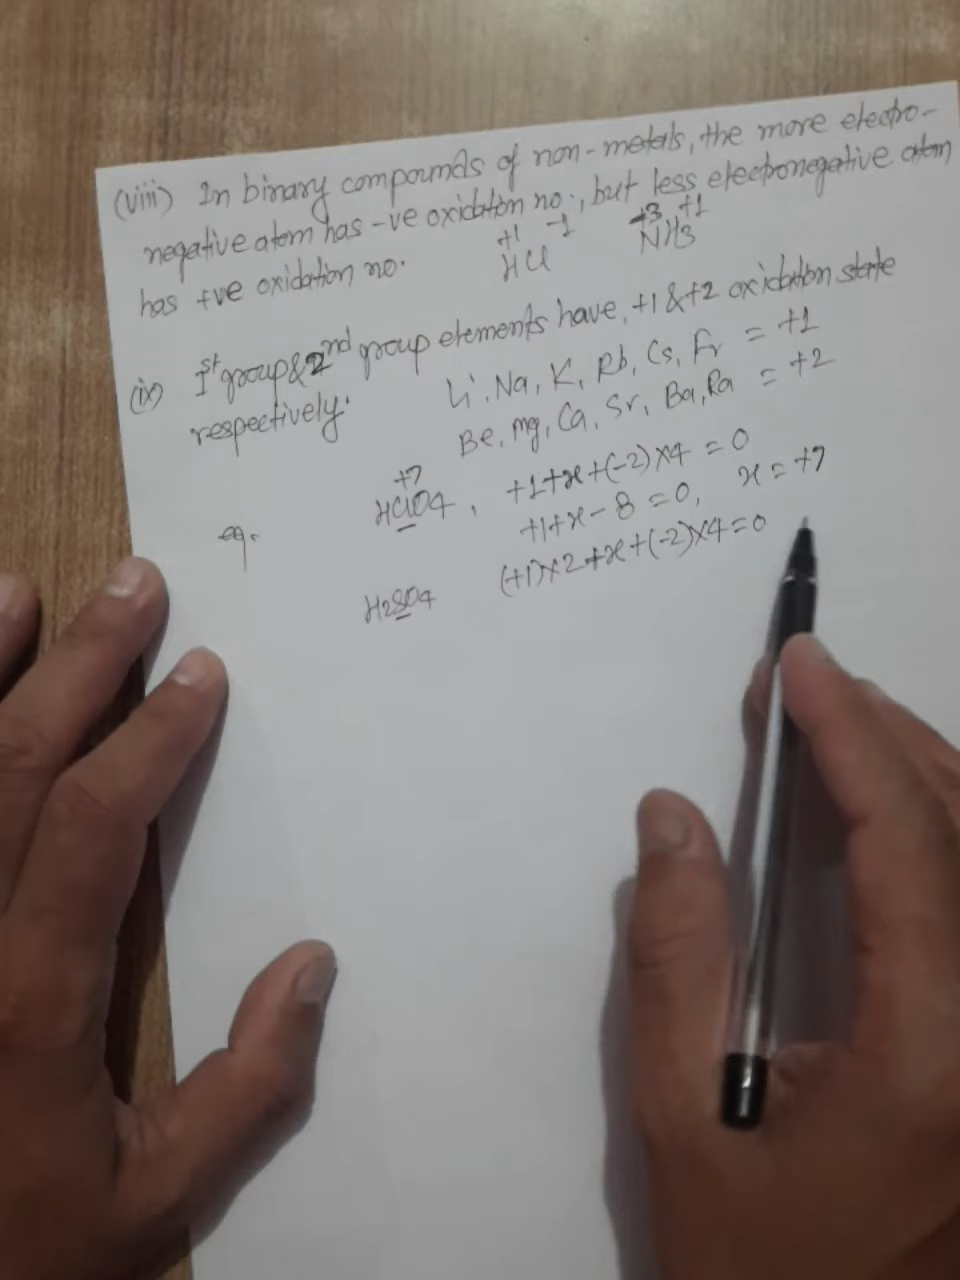 (viii) In binary compounds of non-metals, the more electro-
negative atom has -ve oxidation no., but less electronegative atom
has +ve oxidation no. +1 -1 HCl +3 +1 NH3
(ix) Ist group & 2nd group elements have, +1 & +2 oxidation state
respectively. Li, Na, K, Rb, Cs, Fr = +1
Be, Mg, Ca, Sr, Ba, Ra = +2
eg. +7 HClO4, +1+x+(-2)×4 = 0
+1+x-8 = 0, x = +7
H2SO4 (+1)×2+x+(-2)×4=0